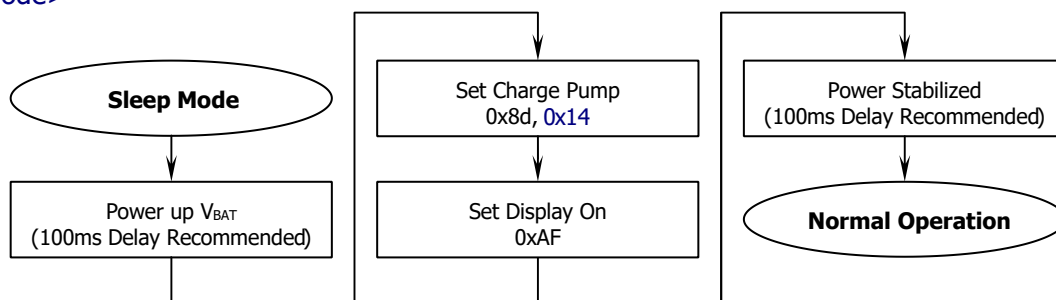 ode>
Sleep Mode
Power up VBAT
(100ms Delay Recommended)
Set Charge Pump
0x8d, 0x14
Set Display On
0xAF
Power Stabilized
(100ms Delay Recommended)
Normal Operation